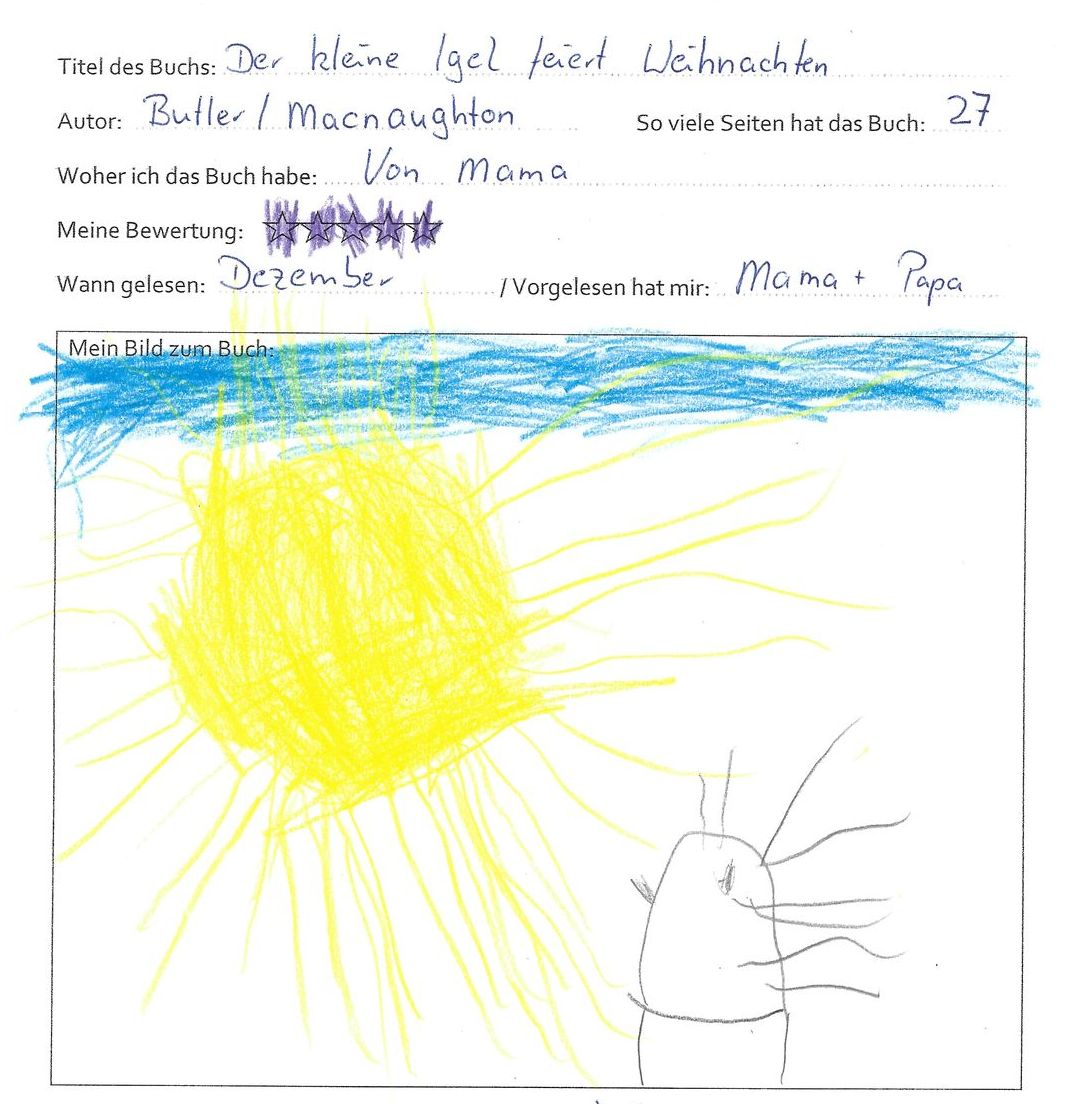 Titel des Buchs: Der kleine Igel feiert Weihnachten
Autor: Butler / Macnaughton So viele Seiten hat das Buch: 27
Woher ich das Buch habe: Von Mama
Meine Bewertung:
Wann gelesen: Dezember / Vorgelesen hat mir: Mama + Papa
Mein Bild zum Buch: